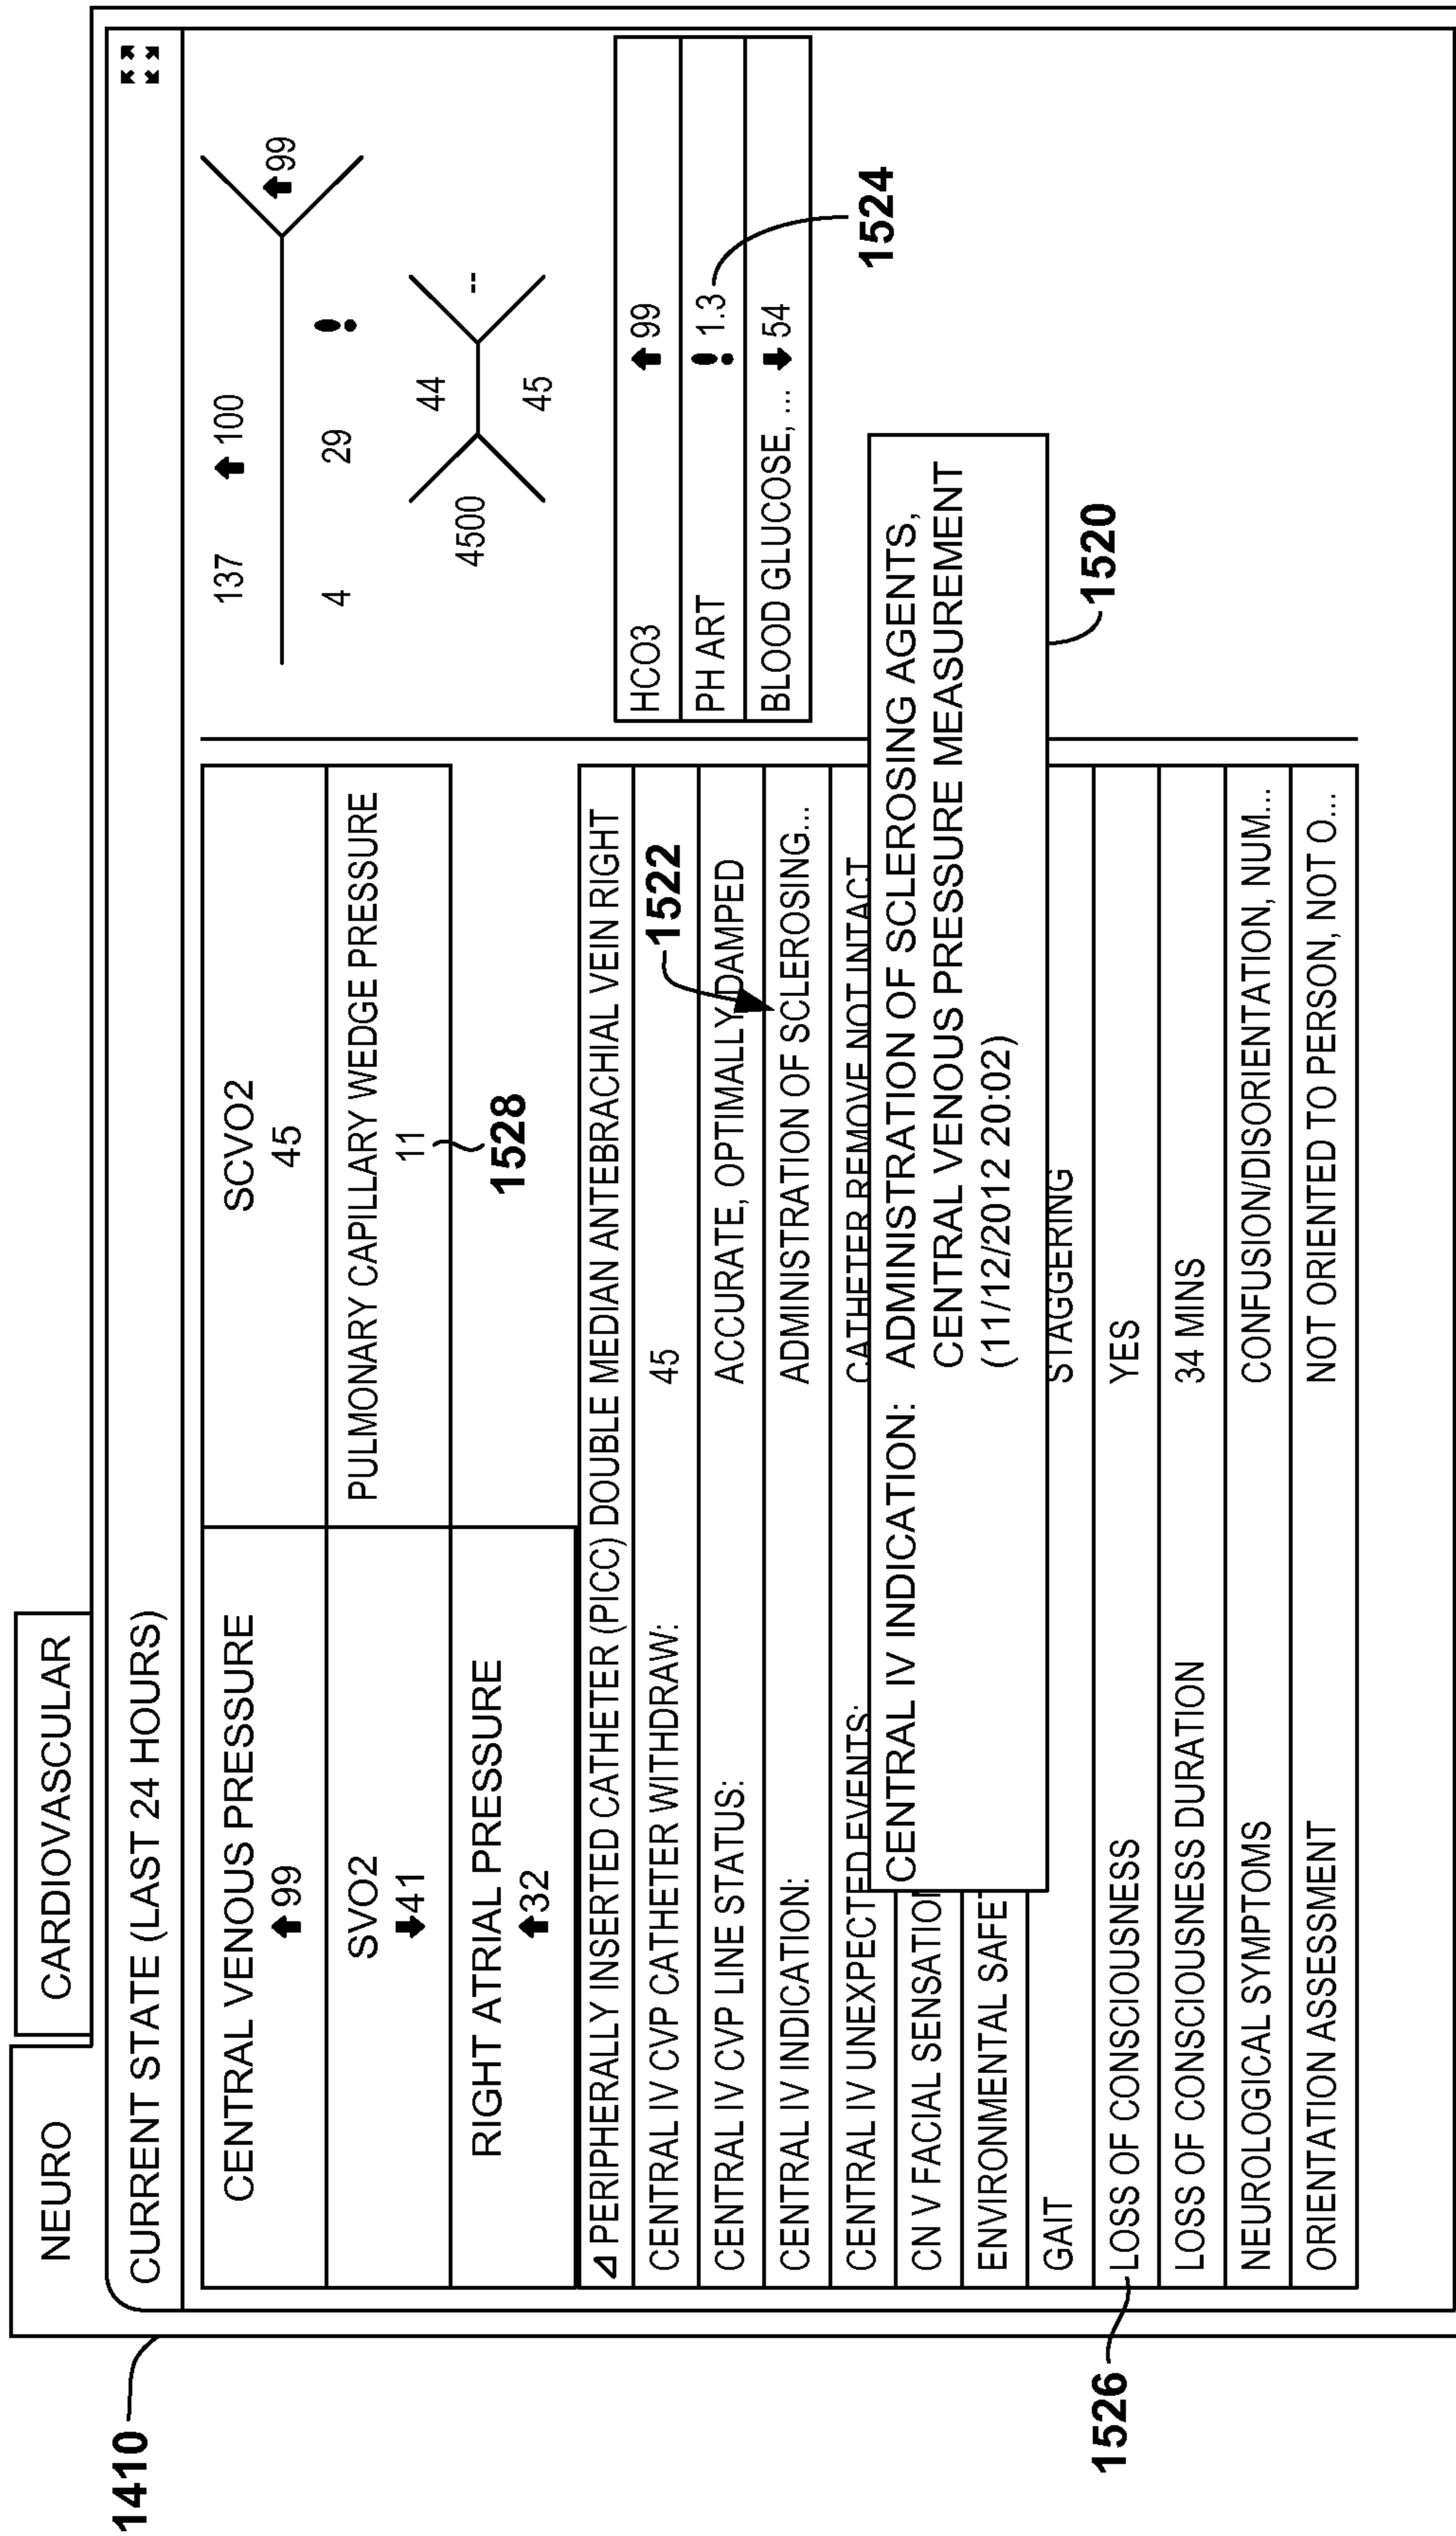 1410
NEURO
CARDIOVASCULAR
CURRENT STATE (LAST 24 HOURS)
CENTRAL VENOUS PRESSURE
99
SCVO2
45
SVO2
41
PULMONARY CAPILLARY WEDGE PRESSURE
11
1528
RIGHT ATRIAL PRESSURE
32
PERIPHERALLY INSERTED CATHETER (PICC) DOUBLE MEDIAN ANTEBRACHIAL VEIN RIGHT
CENTRAL IV CVP CATHETER WITHDRAW: 45
1522
CENTRAL IV CVP LINE STATUS: ACCURATE, OPTIMALLY DAMPED
CENTRAL IV INDICATION: ADMINISTRATION OF SCLEROSING...
CENTRAL IV UNEXPECTED EVENTS: CATHETER REMOVE NOT INTACT
CN V FACIAL SENSATION
ENVIRONMENTAL SAFET
GAIT STAGGERING
1526
LOSS OF CONSCIOUSNESS YES
LOSS OF CONSCIOUSNESS DURATION 34 MINS
NEUROLOGICAL SYMPTOMS CONFUSION/DISORIENTATION, NUM...
ORIENTATION ASSESSMENT NOT ORIENTED TO PERSON, NOT O...
CENTRAL IV INDICATION: ADMINISTRATION OF SCLEROSING AGENTS,
CENTRAL VENOUS PRESSURE MEASUREMENT
(11/12/2012 20:02)
1520
137 100
99
4 29 !
4500 44 --
45
HCO3 99
PH ART ! 1.3
BLOOD GLUCOSE, ... 54
1524